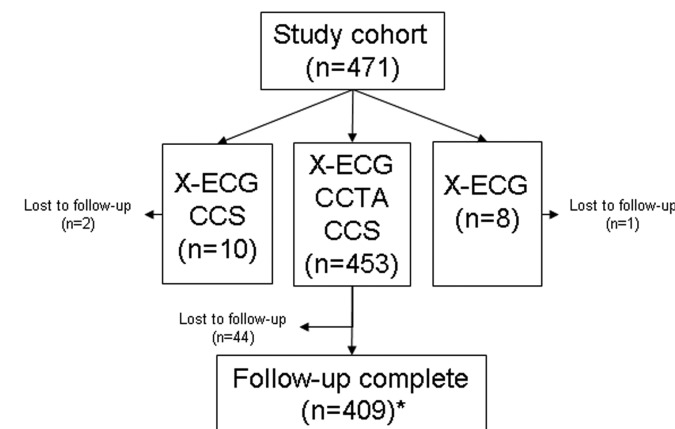 Study cohort
(n=471)
X-ECG
CCS
(n=10)
X-ECG
CCTA
CCS
(n=453)
X-ECG
(n=8)
Lost to follow-up
(n=2)
Lost to follow-up
(n=1)
Lost to follow-up
(n=44)
Follow-up complete
(n=409)*